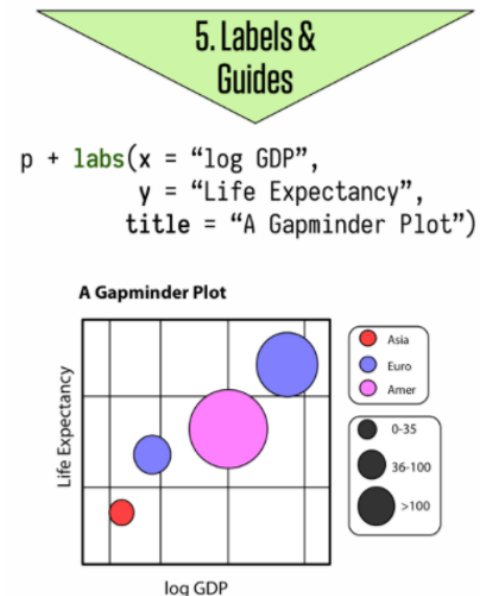 5. Labels &
Guides
p + labs(x = “log GDP”,
y = “Life Expectancy”,
title = “A Gapminder Plot”)
A Gapminder Plot
Life Expectancy
log GDP
Asia
Euro
Amer
0-35
36-100
>100